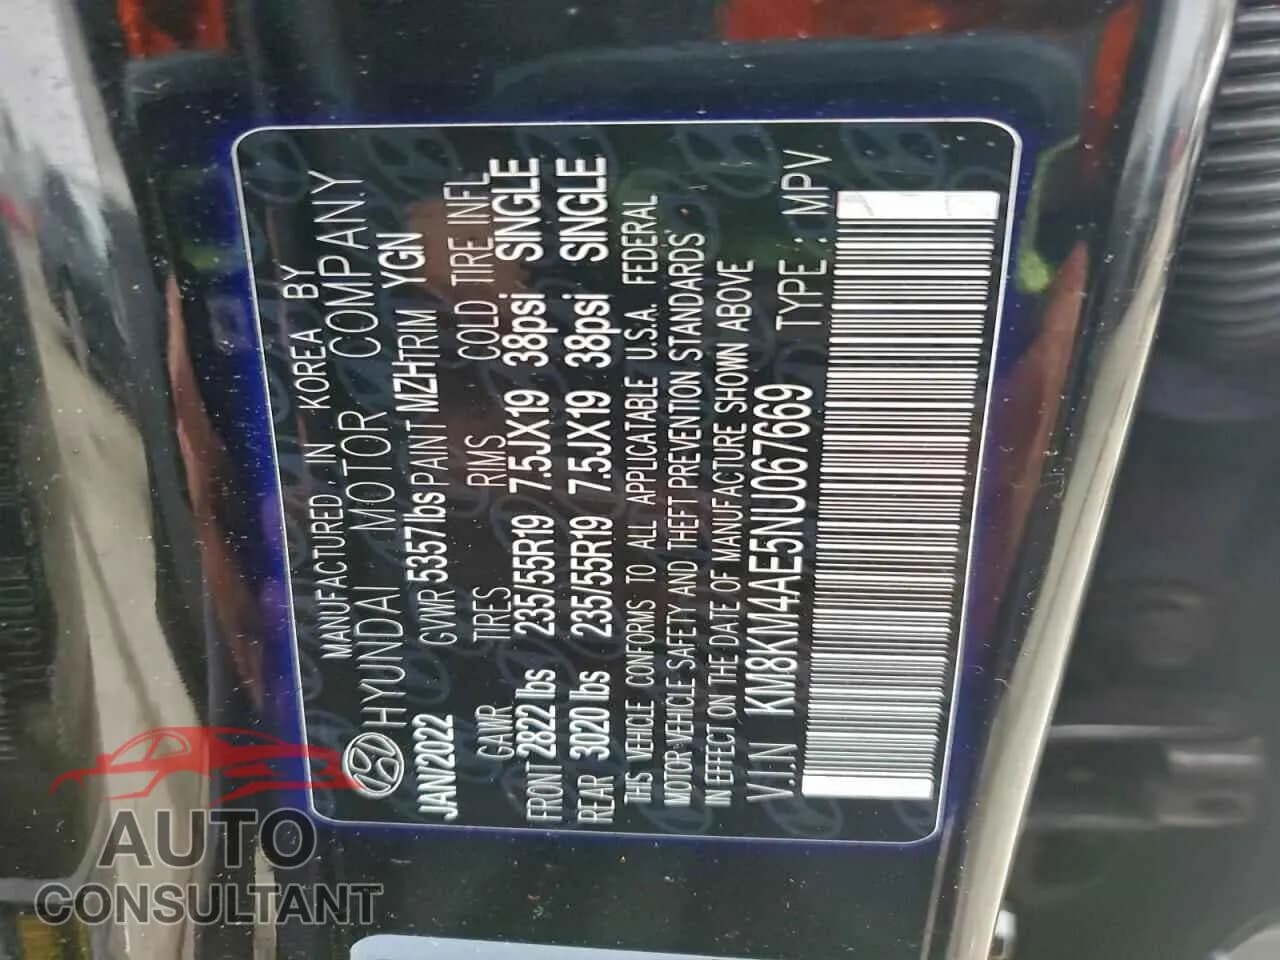 MANUFACTURED IN KOREA BY
HYUNDAI MOTOR COMPANY
JAN/2022 GVWR 5357lbs PAINT MZH TRIM YGN
GAWR TIRES RIMS COLD TIRE INFL.
FRONT 2822 lbs 235/55R19 7.5JX19 38psi SINGLE
REAR 3020 lbs 235/55R19 7.5JX19 38psi SINGLE
THIS VEHICLE CONFORMS TO ALL APPLICATABLE U.S.A. FEDERAL
MOTOR VEHICLE SAFETY AND THEFT PREVENTION STANDARDS
IN EFFECT ON THE DATE OF MANUFACTURE SHOWN ABOVE
V.I.N KM8KM4AE5NU067669 TYPE : MPV
AUTO
CONSULTANT